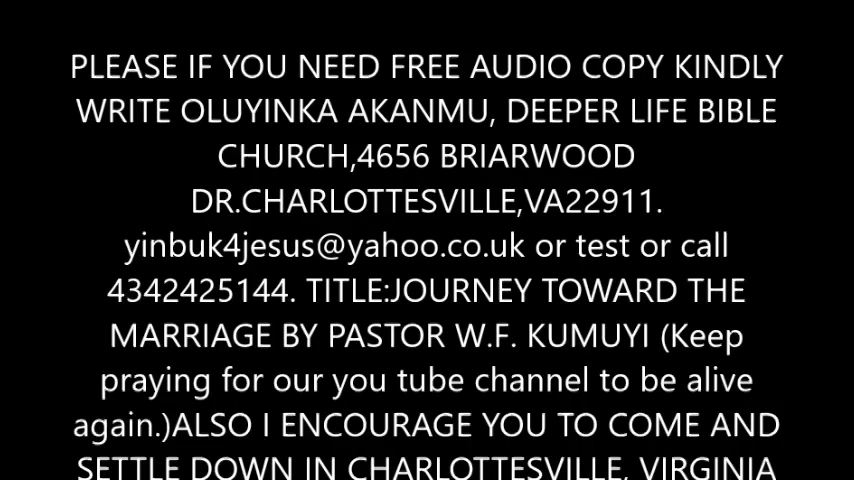 PLEASE IF YOU NEED FREE AUDIO COPY KINDLY
WRITE OLUYINKA AKANMU, DEEPER LIFE BIBLE
CHURCH,4656 BRIARWOOD
DR.CHARLOTTESVILLE,VA22911.
yinbuk4jesus@yahoo.co.uk or test or call
4342425144. TITLE:JOURNEY TOWARD THE
MARRIAGE BY PASTOR W.F. KUMUYI (Keep
praying for our you tube channel to be alive
again.)ALSO I ENCOURAGE YOU TO COME AND
SETTLE DOWN IN CHARLOTTESVILLE, VIRGINIA